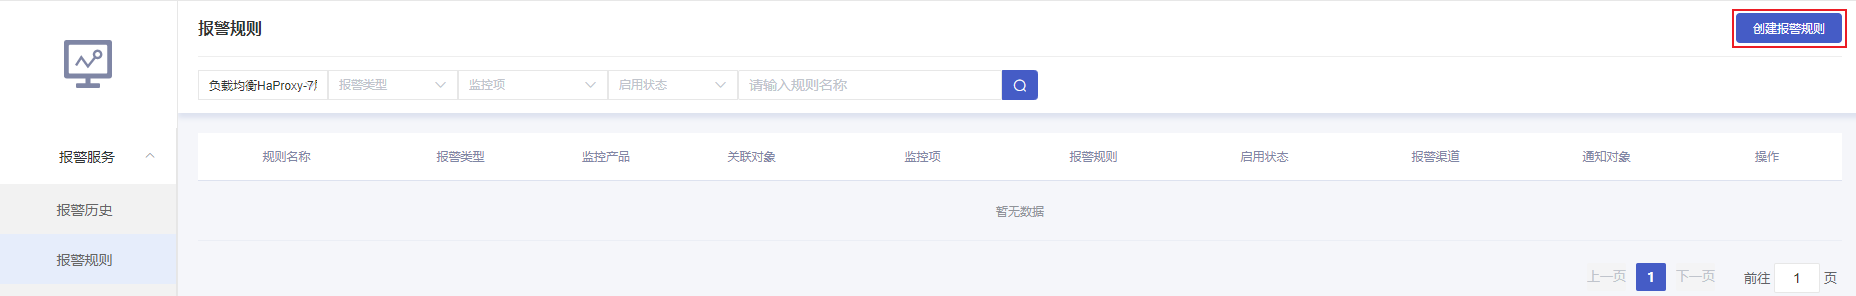 报警规则
创建报警规则
负载均衡HaProxy-7 报警类型 监控项 启用状态 请输入规则名称
报警服务
报警历史
报警规则
规则名称 报警类型 监控产品 关联对象 监控项 报警规则 启用状态 报警渠道 通知对象 操作
暂无数据
上一页 1 下一页 前往 1 页